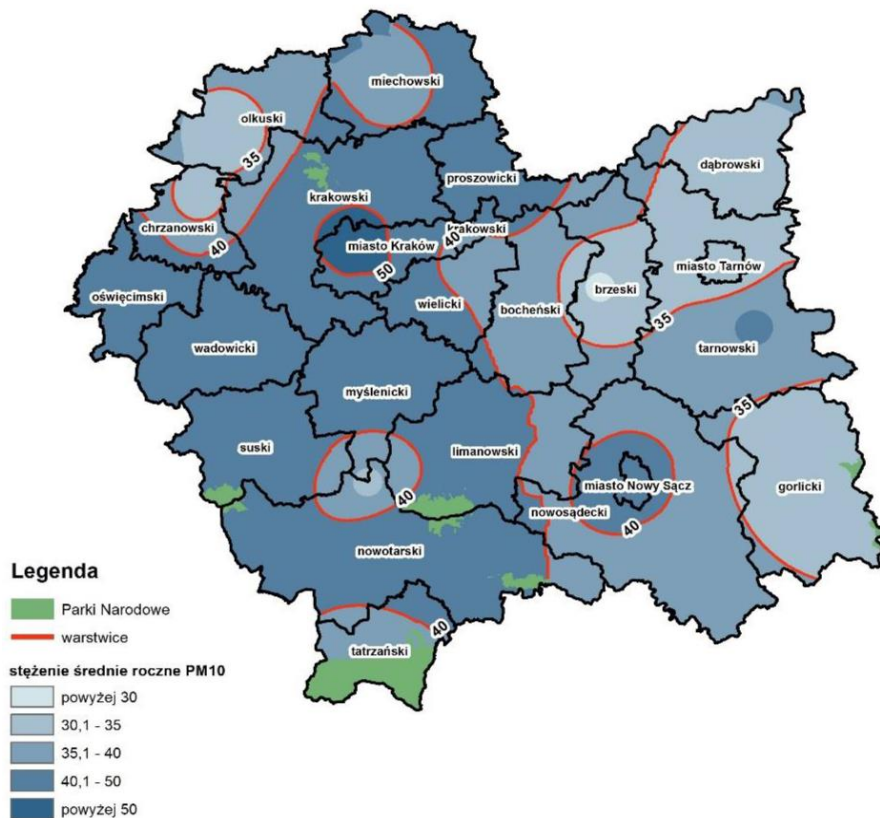 miechowski
olkuski
35
dąbrowski
proszowicki
krakowski
chrzanowski
40
krakowski
40
miasto Kraków
50
miasto Tarnów
oświęcimski
brzeski
wielicki
bocheński
35
wadowicki
tarnowski
myślenicki
35
suski
limanowski
gorlicki
miasto Nowy Sącz
40
nowosądecki
40
nowotarski
40
tatrzański
Legenda
Parki Narodowe
warstwice
stężenie średnie roczne PM10
powyżej 30
30,1 - 35
35,1 - 40
40,1 - 50
powyżej 50